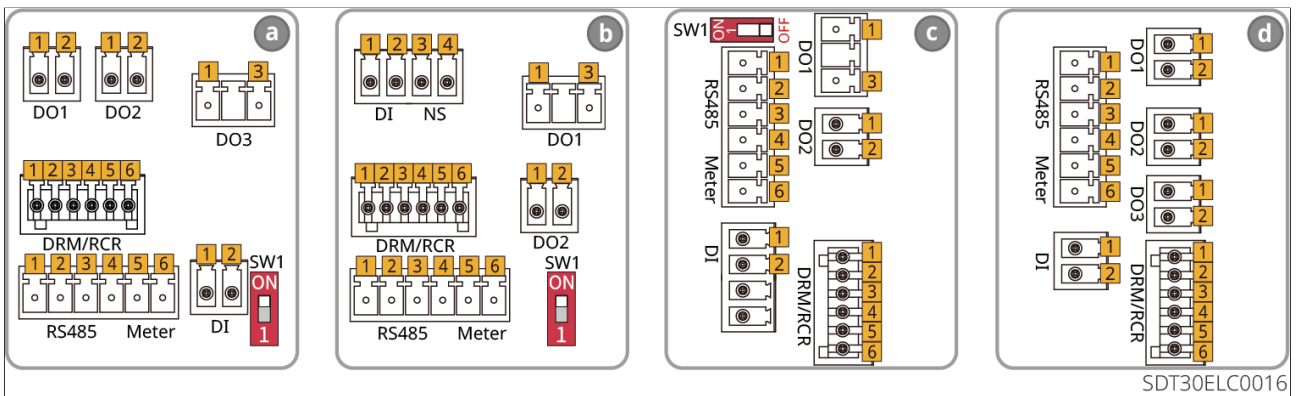 a
1 2 1 2
DO1 DO2
1 3
DO3
1 2 3 4 5 6
DRM/RCR
1 2 3 4 5 6
RS485 Meter
1 2
DI
SW1
ON
1
b
1 2 3 4
DI NS
1 3
DO1
1 2 3 4 5 6
DRM/RCR
1 2
DO2
1 2 3 4 5 6
RS485 Meter
SW1
ON
1
c
SW1
ON
1
OFF
RS485 Meter
1
2
3
4
5
6
DO1
1
3
DO2
1
2
DI
1
2
DRM/RCR
1
2
3
4
5
6
d
RS485 Meter
1
2
3
4
5
6
DO1
1
2
DO2
1
2
DO3
1
2
DI
1
2
DRM/RCR
1
2
3
4
5
6
SDT30ELC0016